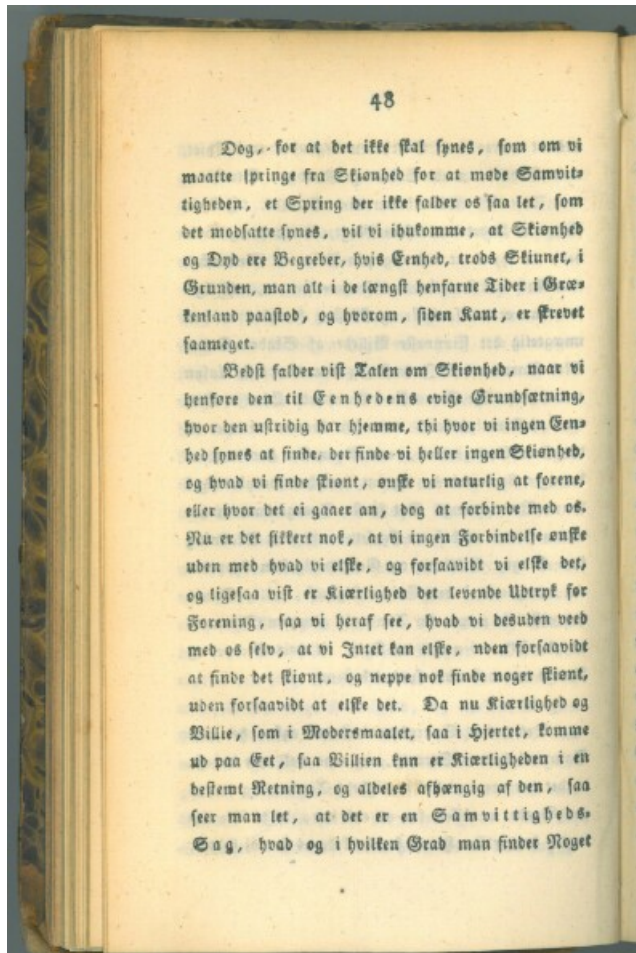 48
Dog, for at det ikke skal synes, som om vi
maatte springe fra Skiønhed for at møde Samvit-
tigheden, et Spring der ikke falder os saa let, som
det modsatte synes, vil vi ihukomme, at Skiønhed
og Dyd ere Begreber, hvis Eenhed, trods Skiunet, i
Grunden, man alt i de længst henfarne Tider i Græ-
kenland paastod, og hvorom, siden Kant, er skrevet
saameget.
Bedst falder vist Talen om Skiønhed, naar vi
henføre den til Eenhedens evige Grundsætning,
hvor den ustridig har hjemme, thi hvor vi ingen Een-
hed synes at finde, der finde vi heller ingen Skiønhed,
og hvad vi finde skiønt, ønske vi naturlig at forene,
eller hvor det ei gaaer an, dog at forbinde med os.
Nu er det sikkert nok, at vi ingen Forbindelse ønske
uden med hvad vi elske, og forsaavidt vi elske det,
og ligesaa vist er Kiærlighed det levende Udtryk for
Forening, saa vi heraf see, hvad vi desuden veed
med os selv, at vi Intet kan elske, nden forsaavidt
at finde det skiønt, og neppe nok finde noger skiønt,
uden forsaavidt at elske det. Da nu Kiærlighed og
Villie, som i Modersmaalet, saa i Hjertet, komme
ud paa Eet, saa Villien knn er Kiærligheden i en
bestemt Retning, og aldeles afhængig af den, saa
seer man let, at det er en Samvittigheds-
Sag, hvad og i hvilken Grad man finder Noget